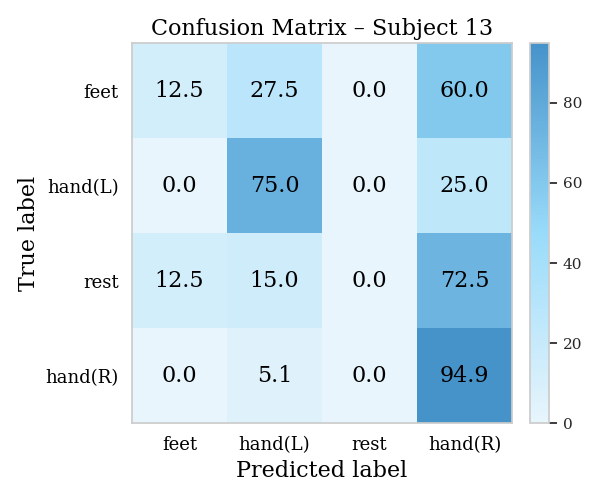 Confusion Matrix – Subject 13
feet 12.5 27.5 0.0 60.0
hand(L) 0.0 75.0 0.0 25.0
rest 12.5 15.0 0.0 72.5
hand(R) 0.0 5.1 0.0 94.9
feet hand(L) rest hand(R)
Predicted label
True label
80
60
40
20
0